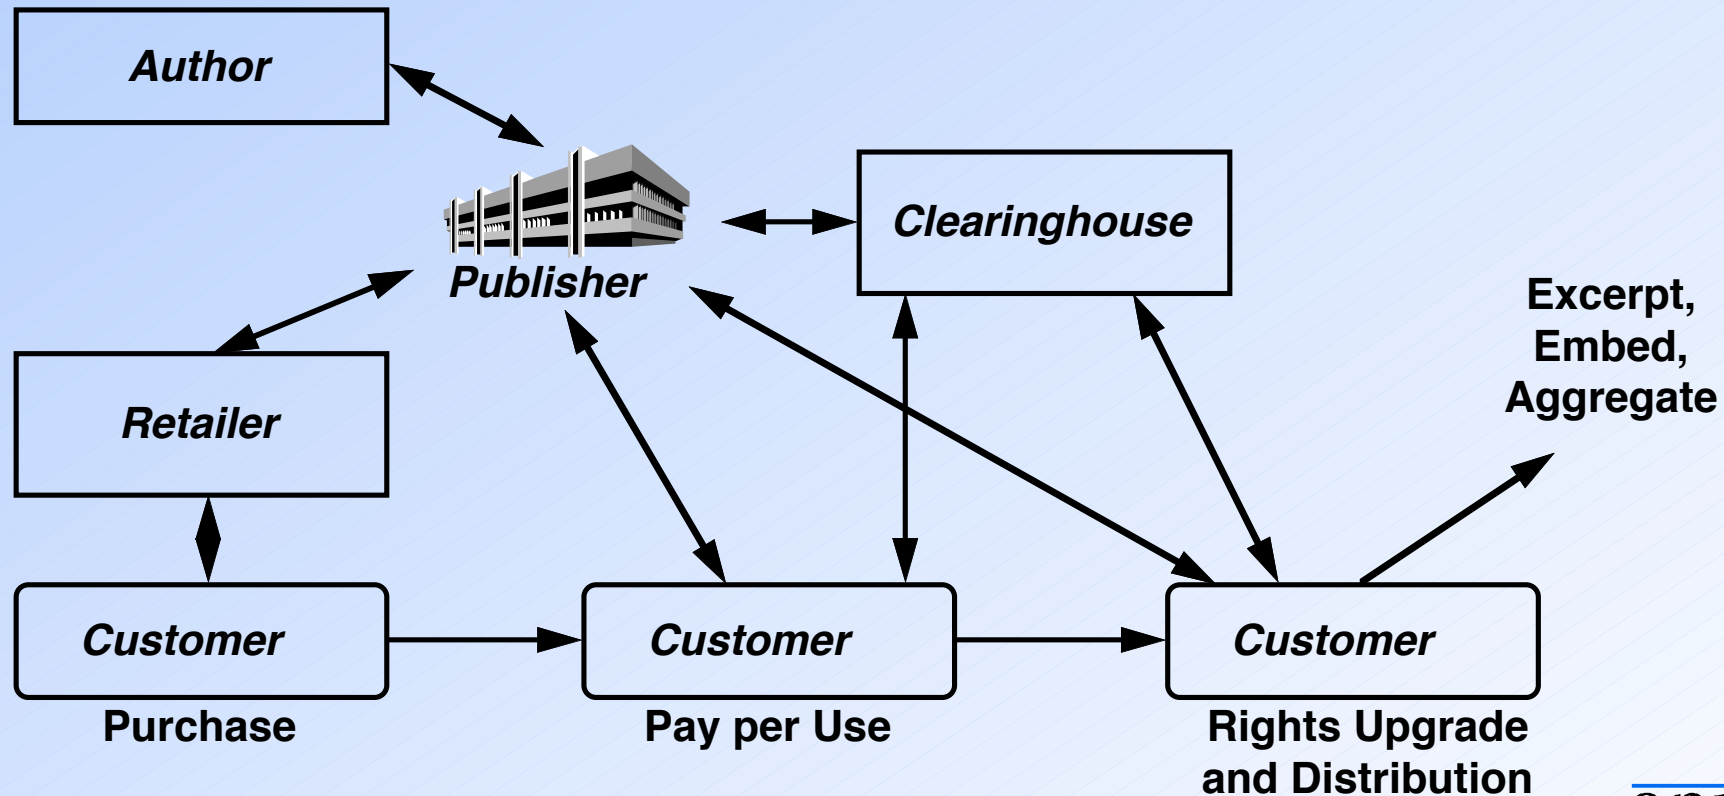 Author
Clearinghouse
Publisher
Excerpt,
Embed,
Aggregate
Retailer
Customer
Customer
Customer
Purchase
Pay per Use
Rights Upgrade
and Distribution